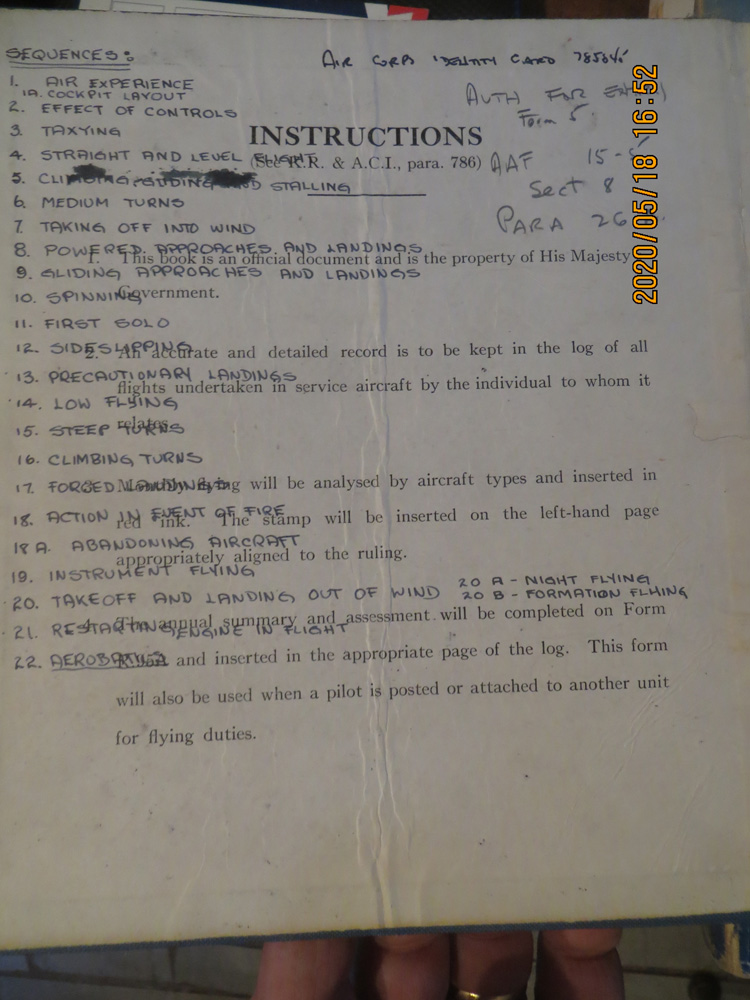 SEQUENCES:
AIR CORPS IDENTITY CARD
1. AIR EXPERIENCE
1A. COCKPIT LAYOUT
AUTH FOR
Form 5.
2. EFFECT OF CONTROLS
3. TAXYING
INSTRUCTIONS
4. STRAIGHT AND LEVEL FLIGHT
(See K.R. & A.C.I., para. 786)
AAF 15-5
5. CLIMBING, GLIDING AND STALLING
Sect 8
6. MEDIUM TURNS
PARA 26
7. TAKING OFF INTO WIND
8. POWERED APPROACHES AND LANDINGS
1. This book is an official document and is the property of His Majesty
9. GLIDING APPROACHES AND LANDINGS
10. SPINNING
Government.
11. FIRST SOLO
12. SIDESLIPPING
2. An accurate and detailed record is to be kept in the log of all
13. PRECAUTIONARY LANDINGS
flights undertaken in service aircraft by the individual to whom it
14. LOW FLYING
relates.
15. STEEP TURNS
16. CLIMBING TURNS
17. FORCED LANDING
Monthly flying will be analysed by aircraft types and inserted in
18. ACTION IN EVENT OF FIRE
red ink. The stamp will be inserted on the left-hand page
18 A. ABANDONING AIRCRAFT
appropriately aligned to the ruling.
19. INSTRUMENT FLYING
20. TAKEOFF AND LANDING OUT OF WIND
20 A - NIGHT FLYING
20 B - FORMATION FLYING
The annual summary and assessment will be completed on Form
21. RESTARTING ENGINE IN FLIGHT
22. AEROBATICS
and inserted in the appropriate page of the log. This form
will also be used when a pilot is posted or attached to another unit
for flying duties.
2020/05/18 16:52